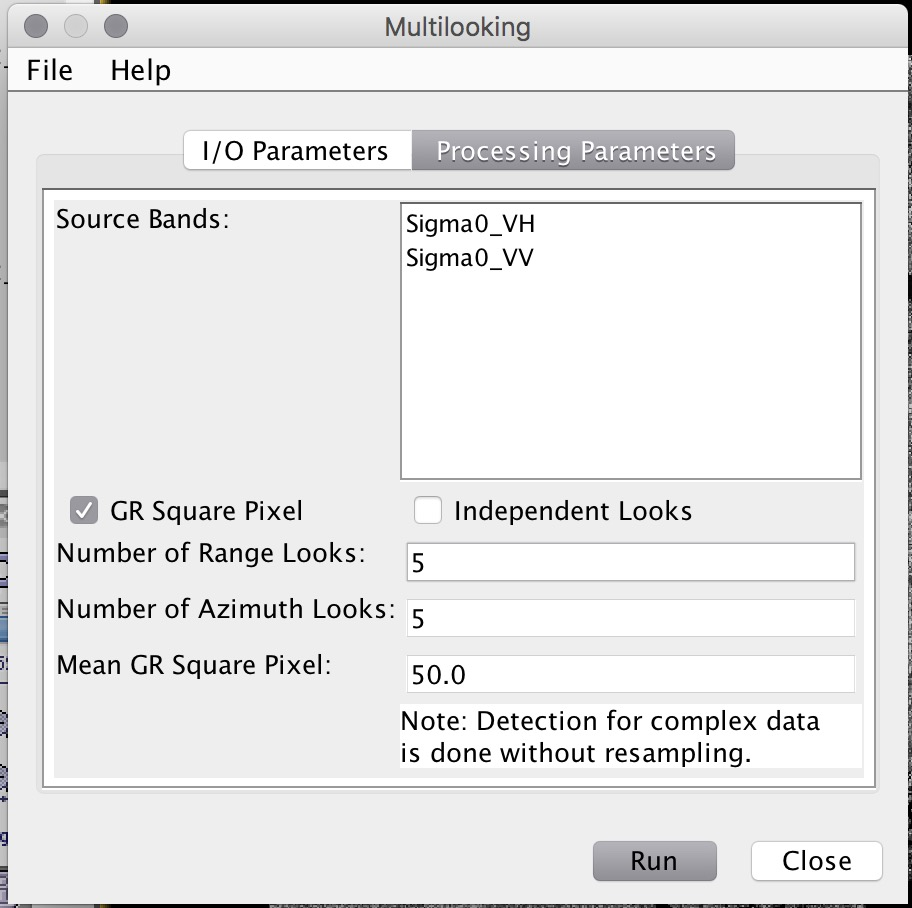 Multilooking
File Help
I/O Parameters Processing Parameters
Source Bands:
Sigma0_VH
Sigma0_VV
GR Square Pixel Independent Looks
Number of Range Looks: 5
Number of Azimuth Looks: 5
Mean GR Square Pixel: 50.0
Note: Detection for complex data
is done without resampling.
Run Close